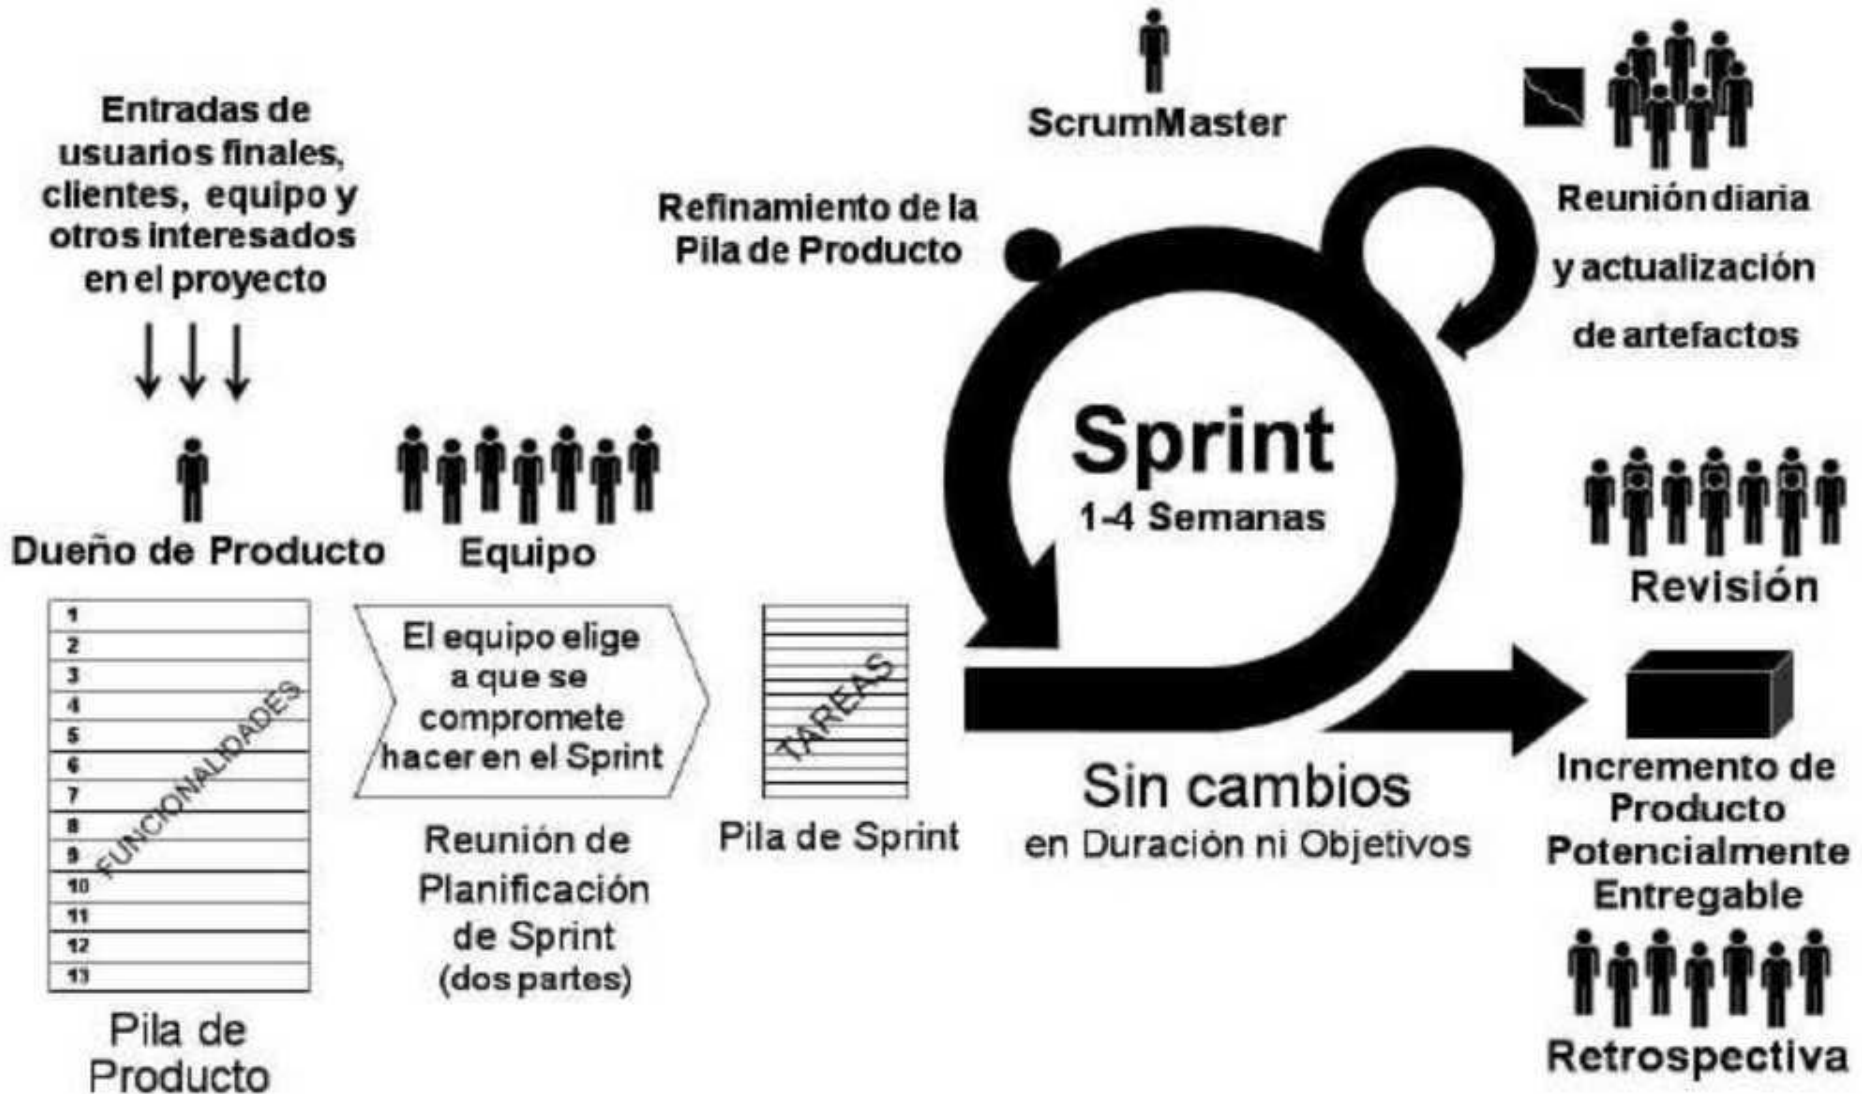 Entradas de
usuarios finales,
clientes, equipo y
otros interesados
en el proyecto
Dueño de Producto
1
2
3
4
5
6
7
8
9
10
11
12
13
FUNCIONALIDADES
Pila de
Producto
Equipo
El equipo elige
a que se
compromete
hacer en el Sprint
Reunión de
Planificación
de Sprint
(dos partes)
TAREAS
Pila de Sprint
Refinamiento de la
Pila de Producto
ScrumMaster
Sprint
1-4 Semanas
Sin cambios
en Duración ni Objetivos
Reunión diaria
y actualización
de artefactos
Revisión
Incremento de
Producto
Potencialmente
Entregable
Retrospectiva